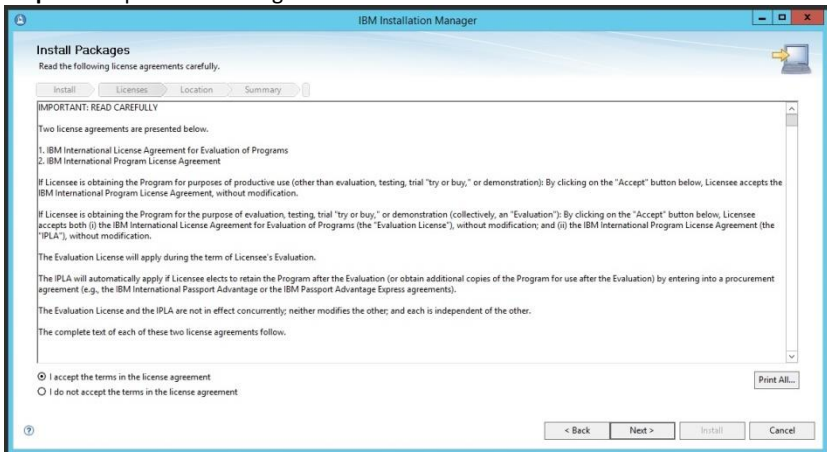 IBM Installation Manager
Install Packages
Read the following license agreements carefully.
Install Licenses Location Summary
IMPORTANT: READ CAREFULLY
Two license agreements are presented below.
1. IBM International License Agreement for Evaluation of Programs
2. IBM International Program License Agreement
If Licensee is obtaining the Program for purposes of productive use (other than evaluation, testing, trial "try or buy," or demonstration): By clicking on the "Accept" button below, Licensee accepts the
IBM International Program License Agreement, without modification.
If Licensee is obtaining the Program for the purpose of evaluation, testing, trial "try or buy," or demonstration (collectively, an "Evaluation"): By clicking on the "Accept" button below, Licensee
accepts both (i) the IBM International License Agreement for Evaluation of Programs (the "Evaluation License"), without modification; and (ii) the IBM International Program License Agreement (the
"IPLA"), without modification.
The Evaluation License will apply during the term of Licensee's Evaluation.
The IPLA will automatically apply if Licensee elects to retain the Program after the Evaluation (or obtain additional copies of the Program for use after the Evaluation) by entering into a procurement
agreement (e.g., the IBM International Passport Advantage or the IBM Passport Advantage Express agreements).
The Evaluation License and the IPLA are not in effect concurrently; neither modifies the other; and each is independent of the other.
The complete text of each of these two license agreements follow.
I accept the terms in the license agreement
Print All...
I do not accept the terms in the license agreement
? < Back Next > Install Cancel